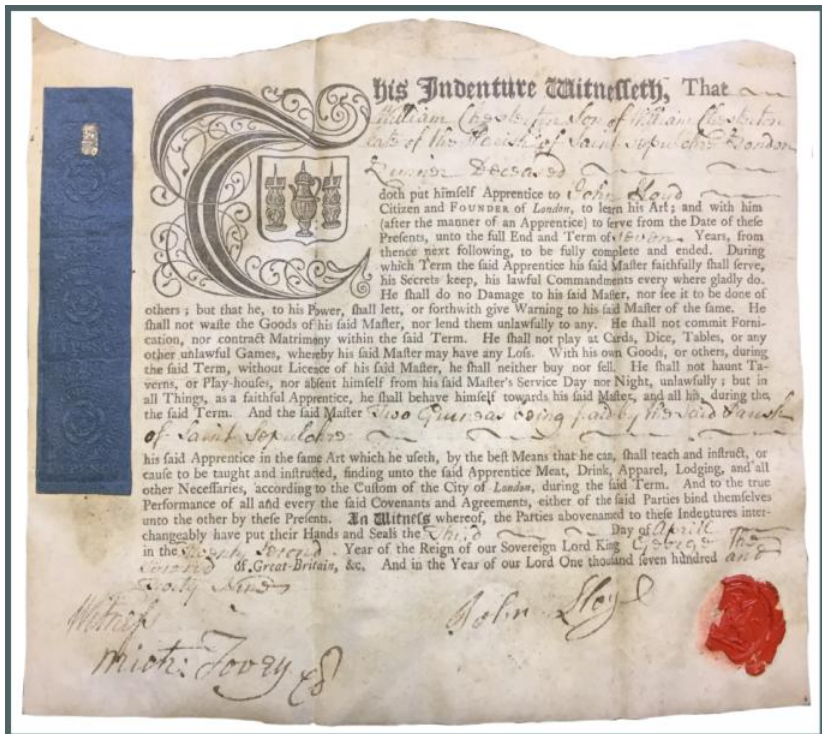 This Indenture Witnesseth, That
William Chesterton Son of William Chesterton
late of the Parish of Saint Sepulchre London
Deceased
doth put himself Apprentice to John Lloyd
Citizen and FOUNDER of London, to learn his Art; and with him
(after the manner of an Apprentice) to serve from the Date of these
Presents, unto the full End and Term of seven Years, from
thence next following, to be fully complete and ended. During
which Term the said Apprentice his said Master faithfully shall serve,
his Secrets keep, his lawful Commandments every where gladly do.
He shall do no Damage to his said Master, nor see it to be done of
others; but that he, to his Power, shall lett, or forthwith give Warning to his said Master of the same. He
shall not waste the Goods of his said Master, nor lend them unlawfully to any. He shall not commit Forni-
cation, nor contract Matrimony within the said Term. He shall not play at Cards, Dice, Tables, or any
other unlawful Games, whereby his said Master may have any Loss. With his own Goods, or others, during
the said Term, without Licence of his said Master, he shall neither buy nor sell. He shall not haunt Ta-
verns, or Play-houses, nor absent himself from his said Master's Service Day nor Night, unlawfully; but in
all Things, as a faithful Apprentice, he shall behave himself towards his said Master, and all his, during the
the said Term. And the said Master Two Guineas being paid by the said Parish
of Saint Sepulchre
his said Apprentice in the same Art which he useth, by the best Means that he can, shall teach and instruct, or
cause to be taught and instructed, finding unto the said Apprentice Meat, Drink, Apparel, Lodging, and all
other Necessaries, according to the Custom of the City of London, during the said Term. And to the true
Performance of all and every the said Covenants and Agreements, either of the said Parties bind themselves
unto the other by these Presents. In Witness whereof, the Parties abovenamed to these Indentures inter-
changeably have put their Hands and Seals the Third Day of April
in the Twenty Second Year of the Reign of our Sovereign Lord King George the
Second of Great-Britain, &c. And in the Year of our Lord One thousand seven hundred and
Forty Nine
John Lloyd
Witness
Mich: Tovey